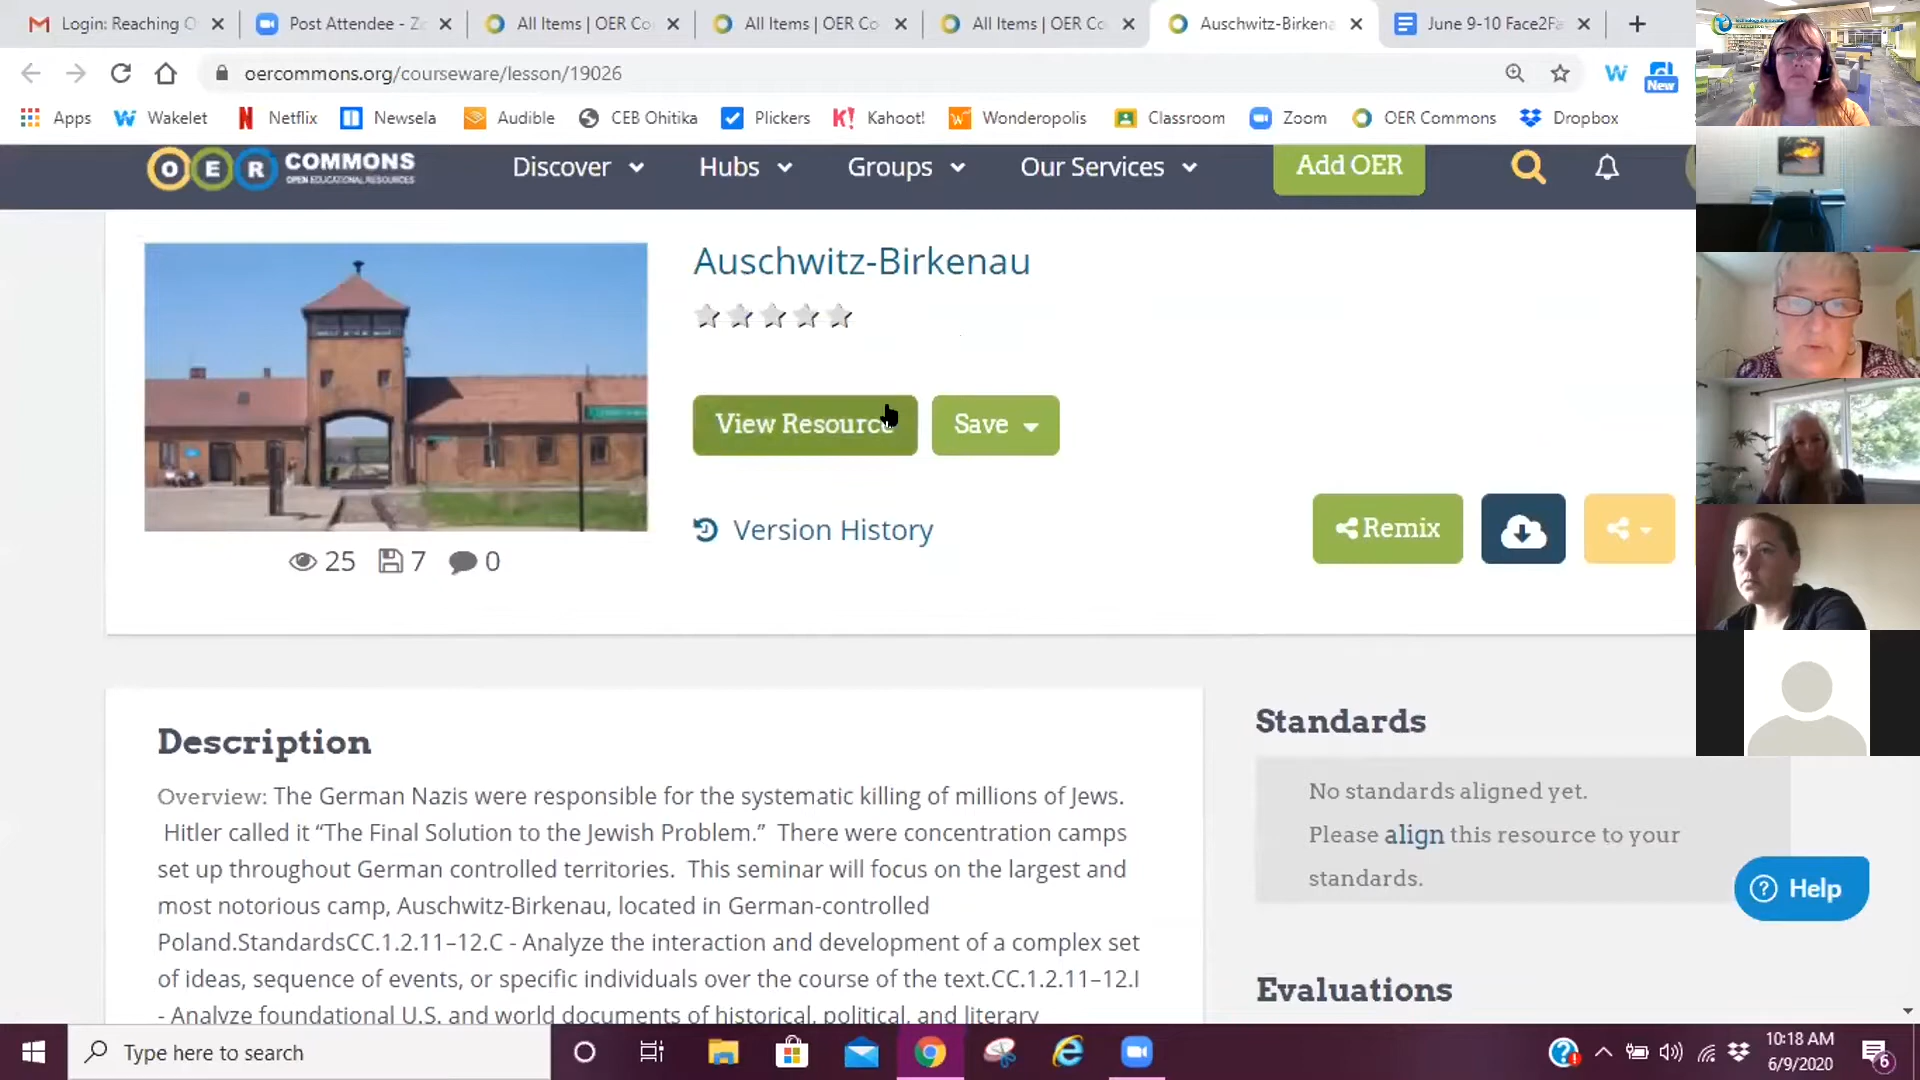 Login: Reaching O
Post Attendee - Zo
All Items | OER Co
All Items | OER Co
All Items | OER Co
Auschwitz-Birkena
June 9-10 Face2Fa
oercommons.org/courseware/lesson/19026
New
Apps
Wakelet
Netflix
Newsela
Audible
CEB Ohitika
Plickers
Kahoot!
Wonderopolis
Classroom
Zoom
OER Commons
Dropbox
OER COMMONS
OPEN EDUCATIONAL RESOURCES
Discover
Hubs
Groups
Our Services
Add OER
Auschwitz-Birkenau
View Resource
Save
Version History
Remix
25
7
0
Description
Overview: The German Nazis were responsible for the systematic killing of millions of Jews.
Hitler called it “The Final Solution to the Jewish Problem.”  There were concentration camps
set up throughout German controlled territories.  This seminar will focus on the largest and
most notorious camp, Auschwitz-Birkenau, located in German-controlled
Poland.StandardsCC.1.2.11–12.C - Analyze the interaction and development of a complex set
of ideas, sequence of events, or specific individuals over the course of the text.CC.1.2.11–12.I
- Analyze foundational U.S. and world documents of historical, political, and literary
Standards
No standards aligned yet.
Please align this resource to your
standards.
Help
Evaluations
Type here to search
10:18 AM
6/9/2020
6